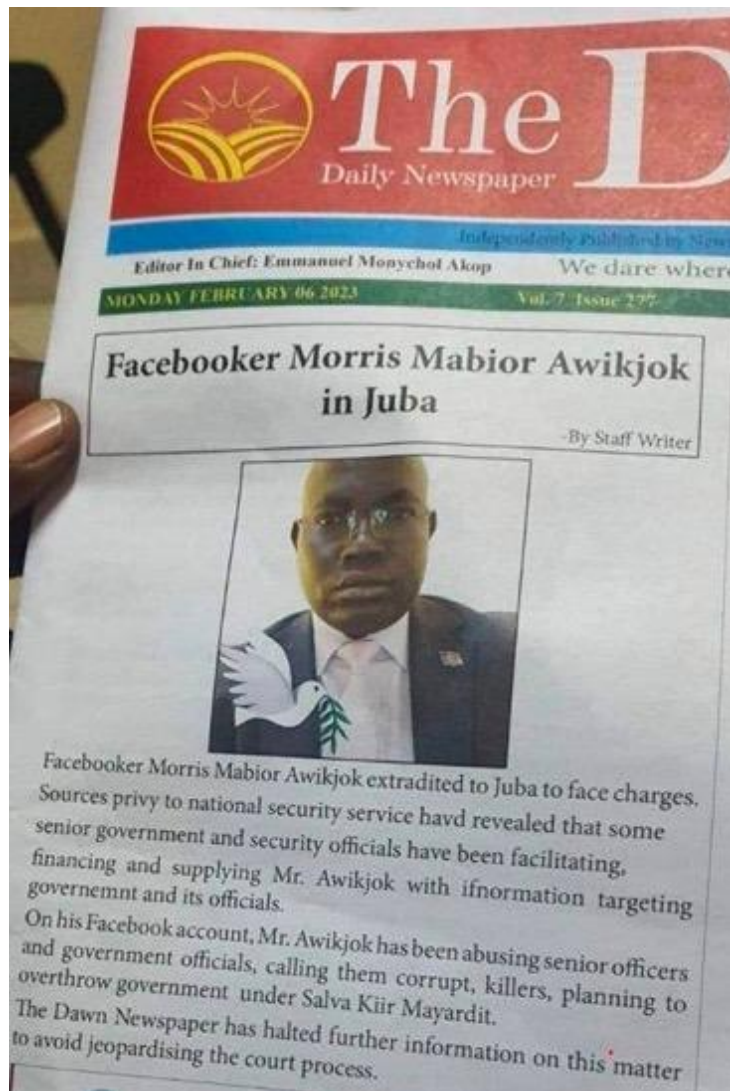 The D
Daily Newspaper
Independently Published by New
Editor In Chief: Emmanuel Monychol Akop
We dare where
MONDAY FEBRUARY 06 2023
Vol. 7 Issue 277
Facebooker Morris Mabior Awikjok
in Juba
-By Staff Writer
Facebooker Morris Mabior Awikjok extradited to Juba to face charges.
Sources privy to national security service havd revealed that some
senior government and security officials have been facilitating,
financing and supplying Mr. Awikjok with ifnormation targeting
governemnt and its officials.
On his Facebook account, Mr. Awikjok has been abusing senior officers
and government officials, calling them corrupt, killers, planning to
overthrow government under Salva Kiir Mayardit.
The Dawn Newspaper has halted further information on this matter
to avoid jeopardising the court process.